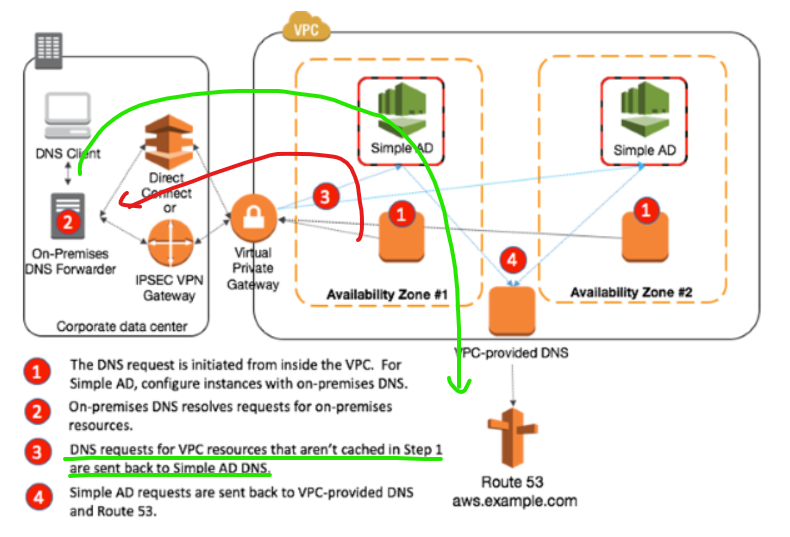 VPC
Simple AD
Simple AD
DNS Client
Direct
Connect
or
3
1
1
2
On-Premises
DNS Forwarder
IPSEC VPN
Gateway
Virtual
Private
Gateway
4
Availability Zone #1
Availability Zone #2
Corporate data center
VPC-provided DNS
1
The DNS request is initiated from inside the VPC. For
Simple AD, configure instances with on-premises DNS.
2
On-premises DNS resolves requests for on-premises
resources.
3
DNS requests for VPC resources that aren't cached in Step 1
are sent back to Simple AD DNS.
4
Simple AD requests are sent back to VPC-provided DNS
and Route 53.
Route 53
aws.example.com